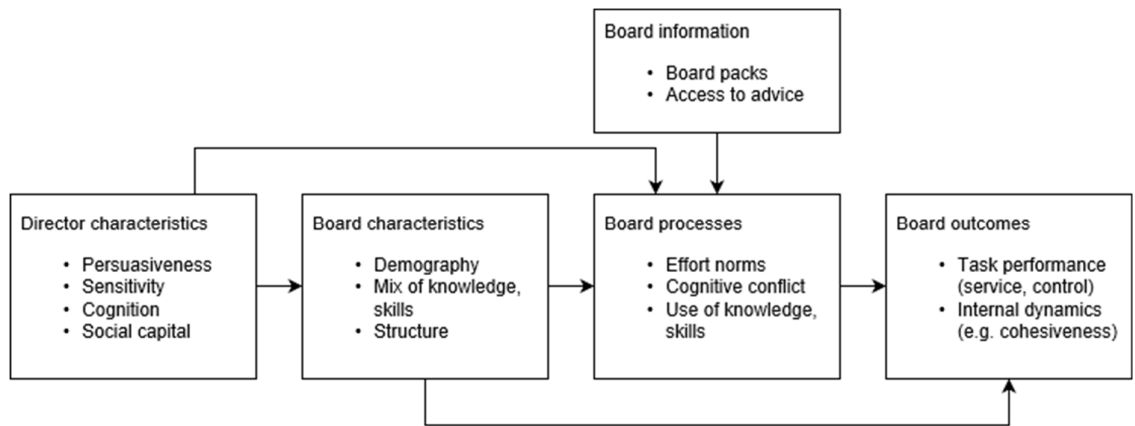 Board information
• Board packs
• Access to advice
Director characteristics
• Persuasiveness
• Sensitivity
• Cognition
• Social capital
Board characteristics
• Demography
• Mix of knowledge,
skills
• Structure
Board processes
• Effort norms
• Cognitive conflict
• Use of knowledge,
skills
Board outcomes
• Task performance
(service, control)
• Internal dynamics
(e.g. cohesiveness)